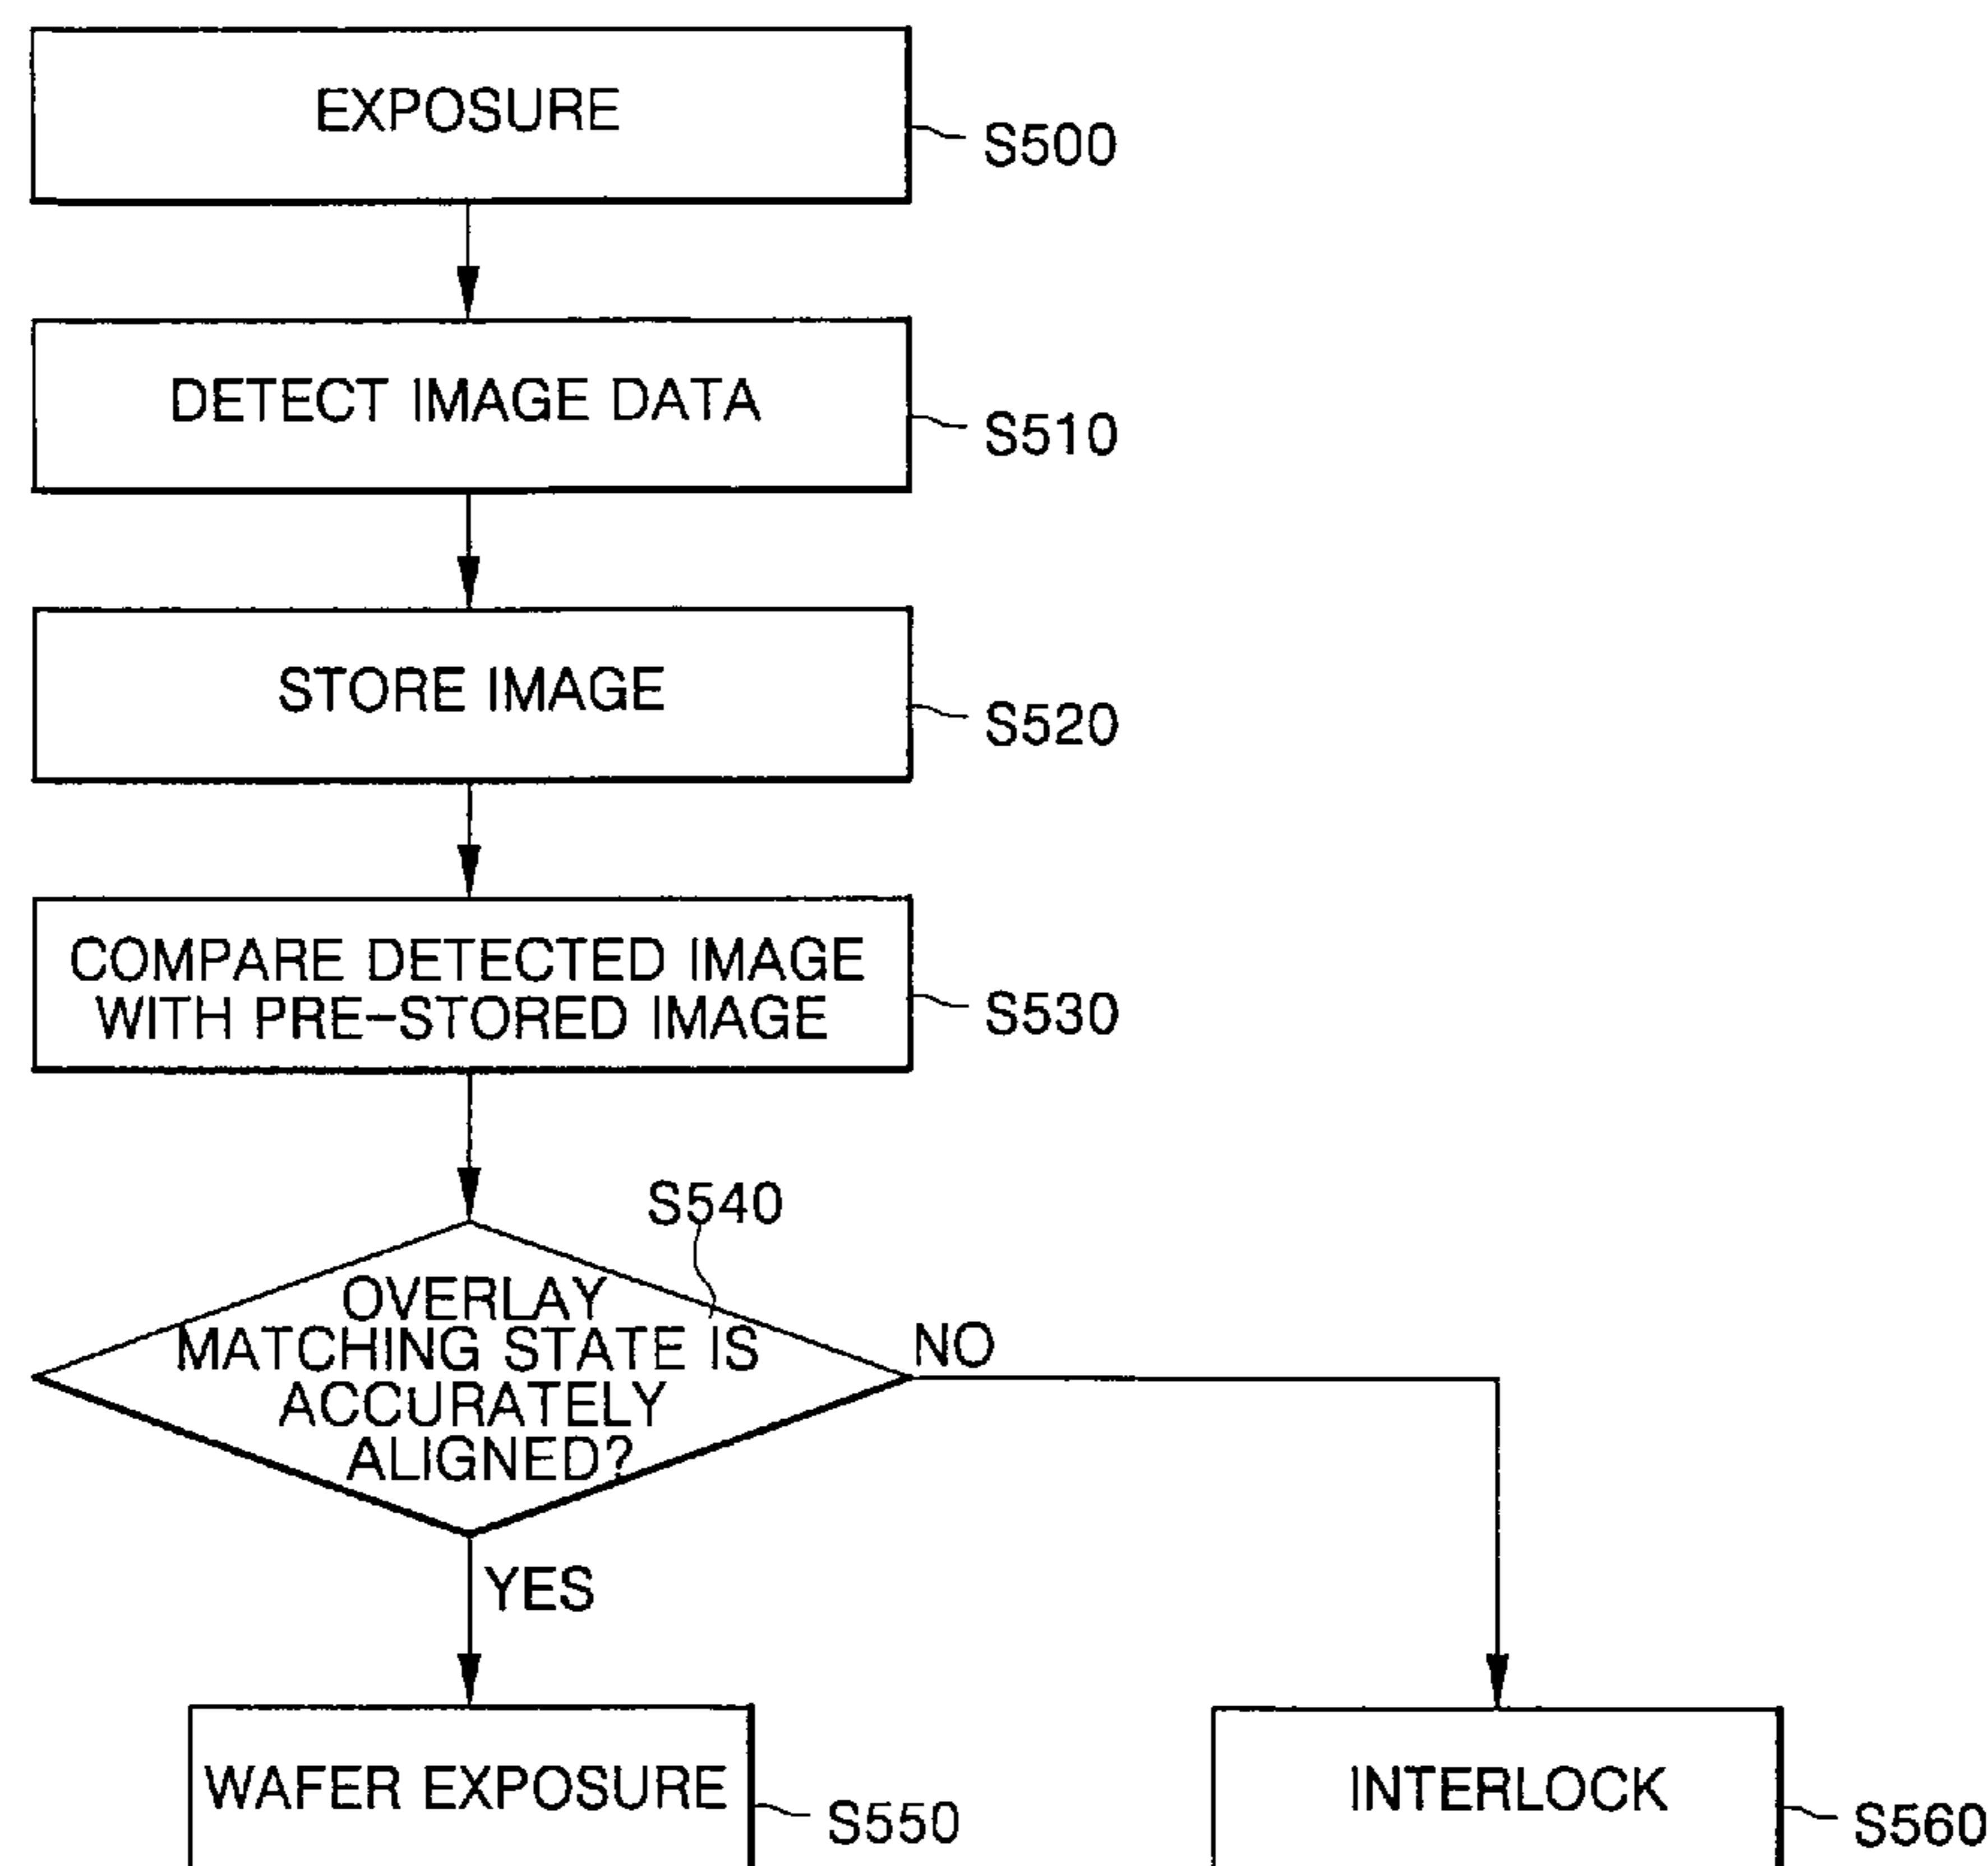 EXPOSURE
S500
DETECT IMAGE DATA
S510
STORE IMAGE
S520
COMPARE DETECTED IMAGE
WITH PRE-STORED IMAGE
S530
S540
OVERLAY
MATCHING STATE IS
ACCURATELY
ALIGNED?
NO
YES
WAFER EXPOSURE
S550
INTERLOCK
S560